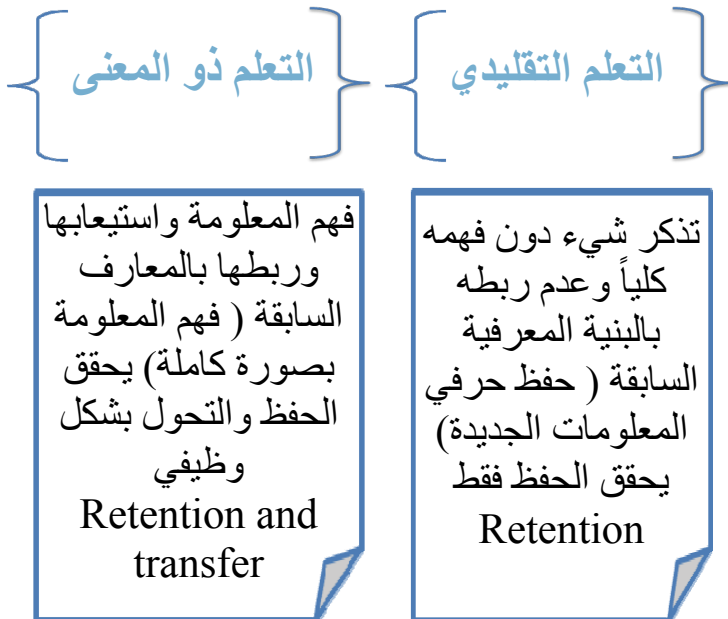 التعلم التقليدي
تذكر شيء دون فهمه
كلياً وعدم ربطه
بالبنية المعرفية
السابقة ( حفظ حرفي
المعلومات الجديدة)
يحقق الحفظ فقط
Retention
التعلم ذو المعنى
فهم المعلومة واستيعابها
وربطها بالمعارف
السابقة ( فهم المعلومة
بصورة كاملة) يحقق
الحفظ والتحول بشكل
وظيفي
Retention and
transfer